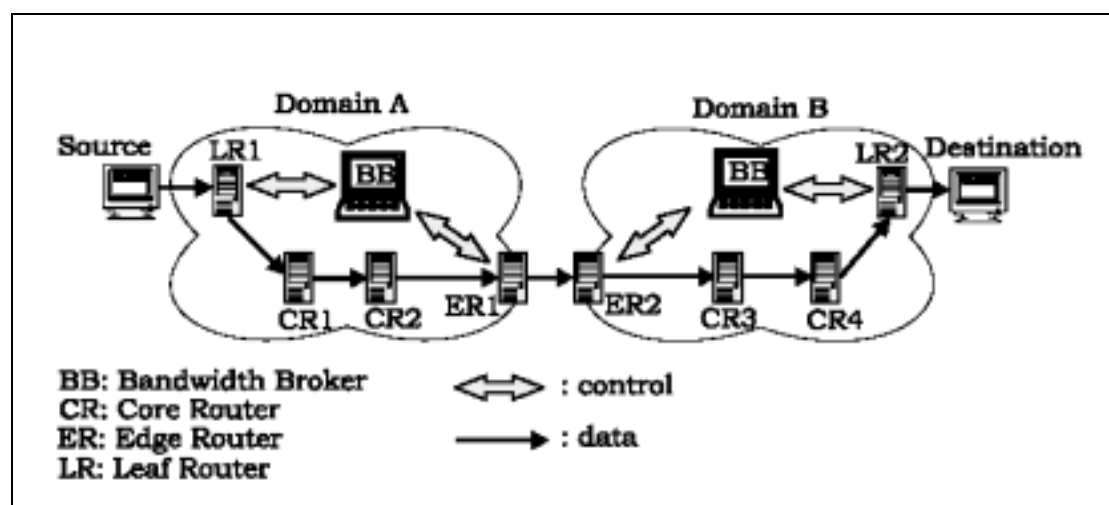 Domain A
Domain B
Source
LR1
BB
BB
LR2
Destination
CR1
CR2
ER1
ER2
CR3
CR4
BB: Bandwidth Broker
CR: Core Router
ER: Edge Router
LR: Leaf Router
: control
: data